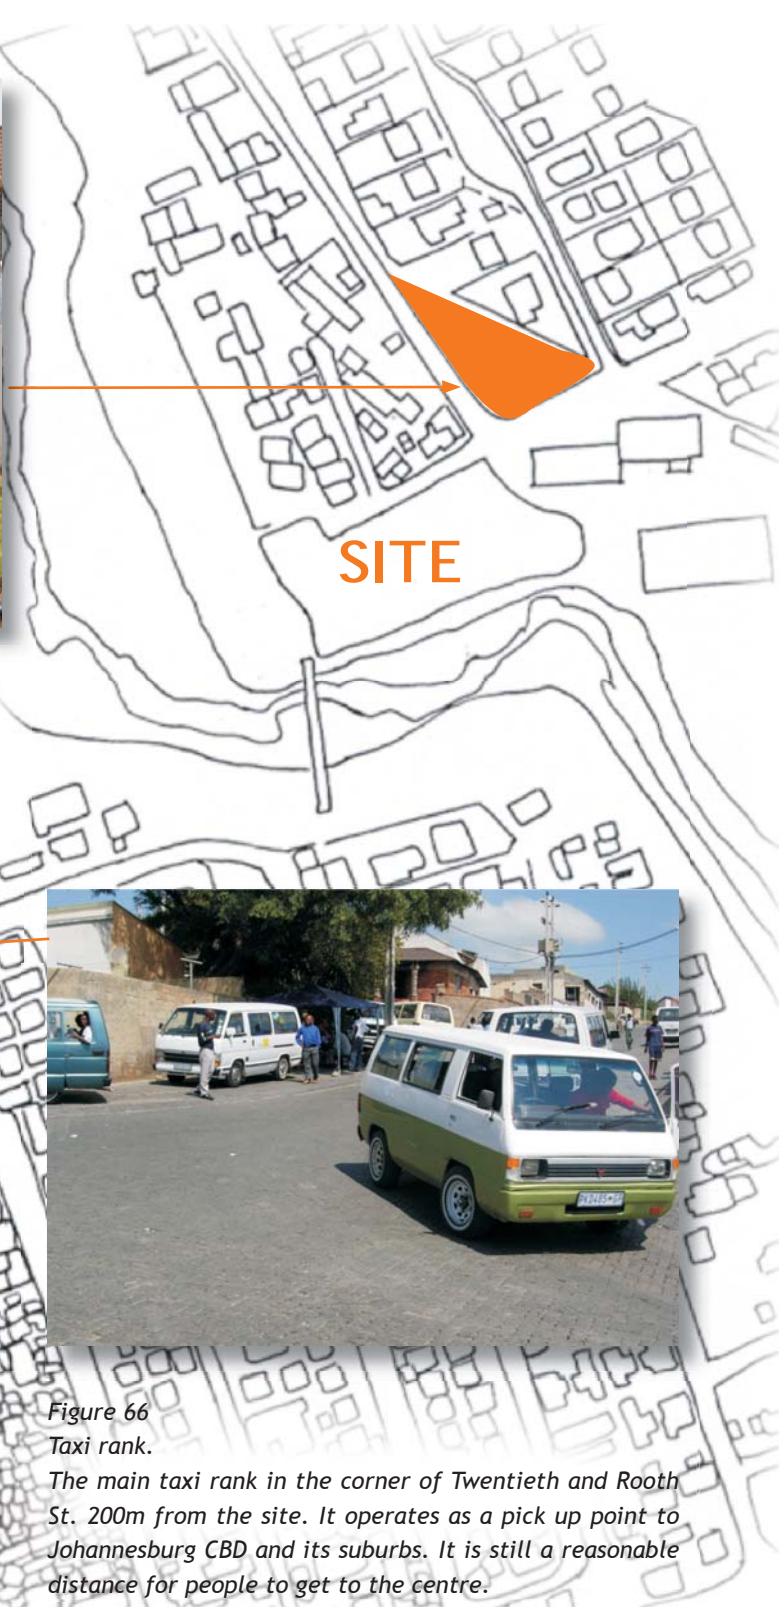 SITE
PKD485 GP
Figure 66
Taxi rank.
The main taxi rank in the corner of Twentieth and Rooth
St. 200m from the site. It operates as a pick up point to
Johannesburg CBD and its suburbs. It is still a reasonable
distance for people to get to the centre.